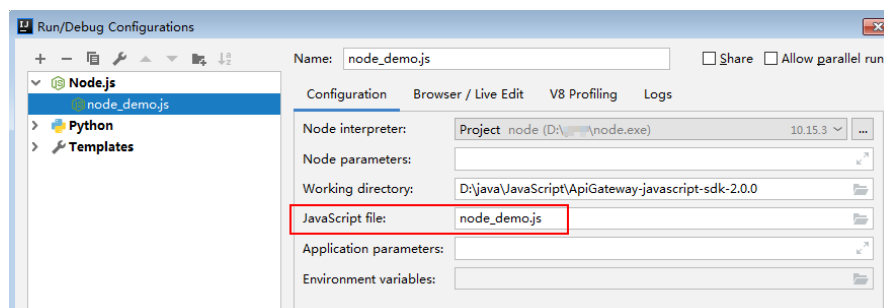 Run/Debug Configurations
Name: node_demo.js
Share
Allow parallel run
Node.js
node_demo.js
Python
Templates
Configuration
Browser / Live Edit
V8 Profiling
Logs
Node interpreter: Project node (D:\ \node.exe) 10.15.3 ...
Node parameters:
Working directory: D:\java\JavaScript\ApiGateway-javascript-sdk-2.0.0
JavaScript file: node_demo.js
Application parameters:
Environment variables: